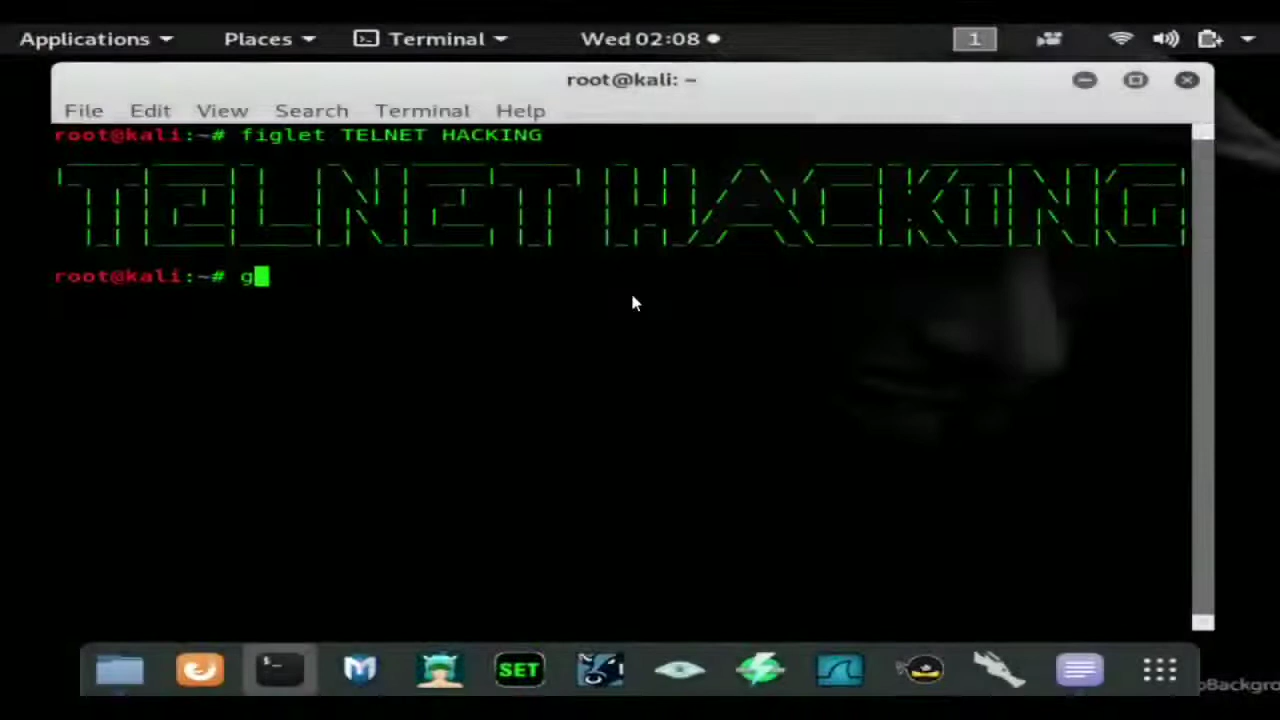 Applications Places Terminal Wed 02:08 1
root@kali: ~
File Edit View Search Terminal Help
root@kali:~# figlet TELNET HACKING
TELNET HACKING
root@kali:~# g
$_ SET